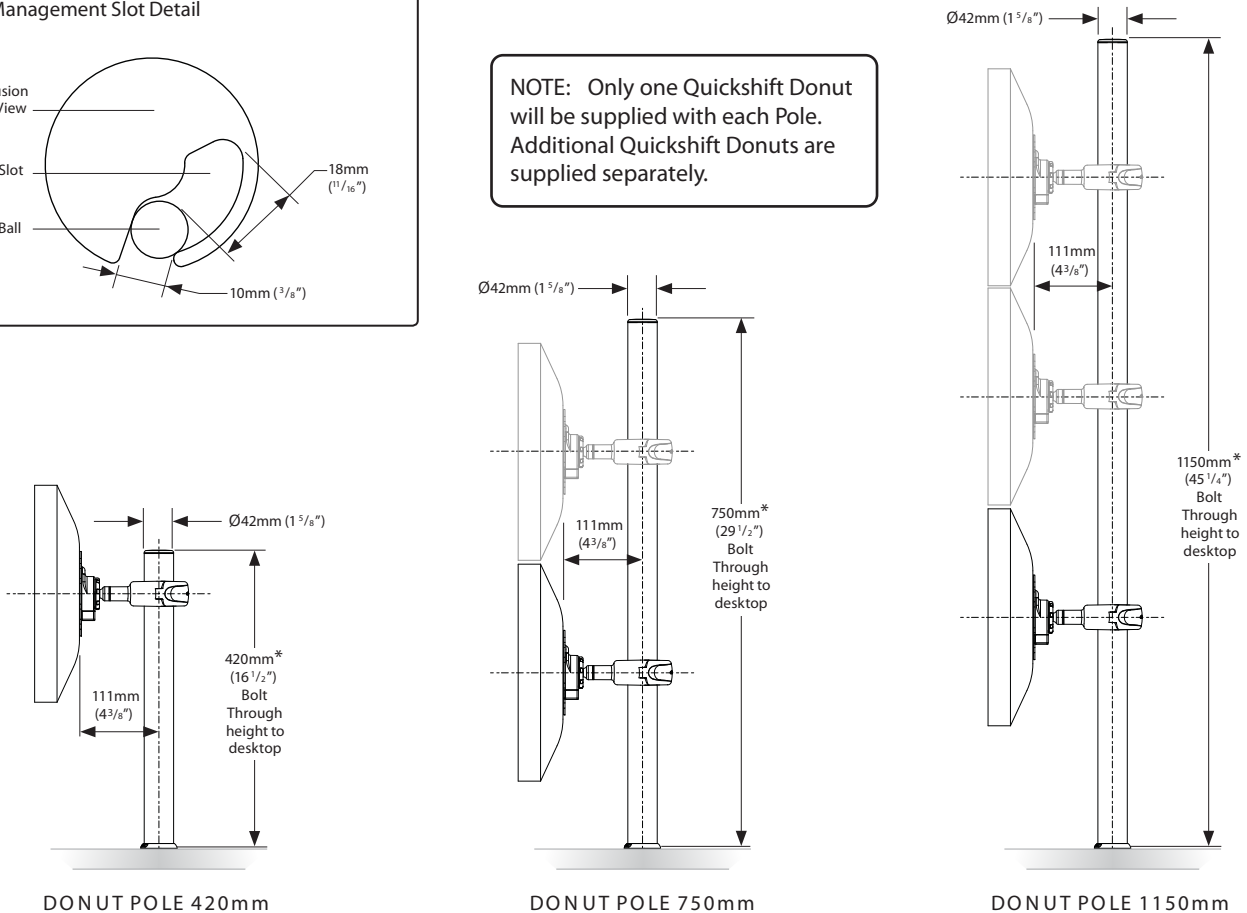 Management Slot Detail
View
Slot
Ball
18mm
(11/16")
10mm (3/8")
NOTE: Only one Quickshift Donut
will be supplied with each Pole.
Additional Quickshift Donuts are
supplied separately.
Ø42mm (1 5/8")
111mm
(4 3/8")
420mm*
(16 1/2")
Bolt
Through
height to
desktop
DONUT POLE 420mm
Ø42mm (1 5/8")
111mm
(4 3/8")
750mm*
(29 1/2")
Bolt
Through
height to
desktop
DONUT POLE 750mm
Ø42mm (1 5/8")
111mm
(4 3/8")
1150mm*
(45 1/4")
Bolt
Through
height to
desktop
DONUT POLE 1150mm